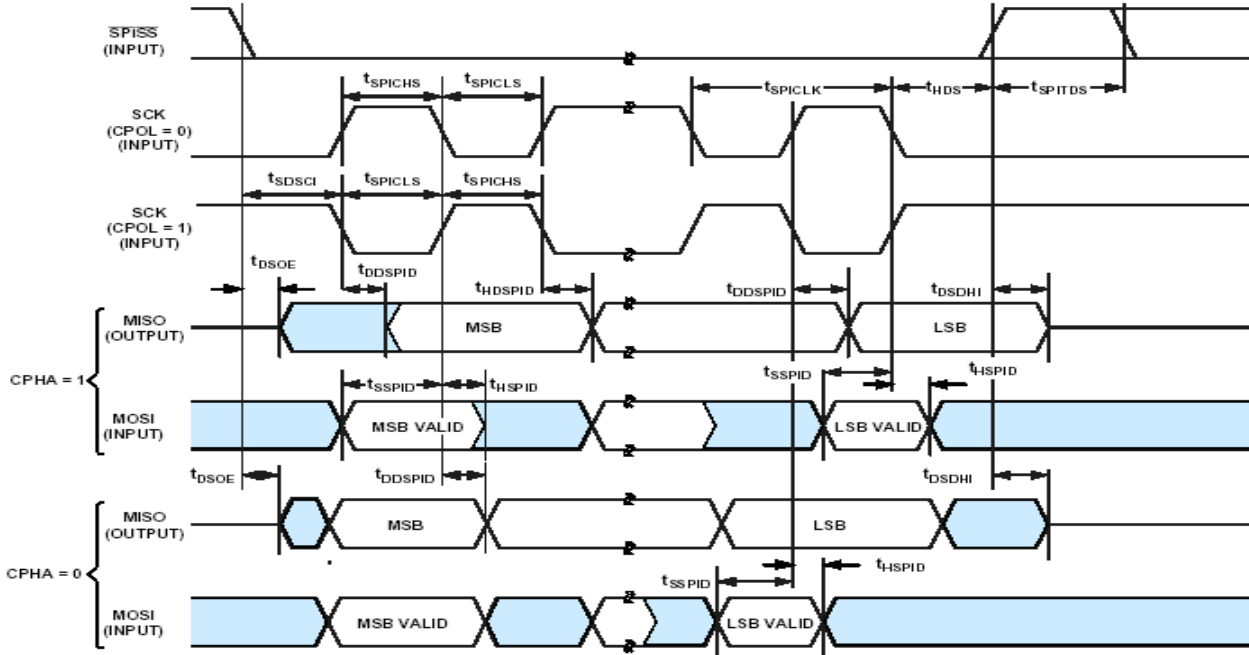 SPISS
(INPUT)
tSPICHS tSPICLS tSPICLK tHDS tSPITDS
SCK
(CPOL = 0)
(INPUT)
tSDSCI tSPICLS tSPICHS
SCK
(CPOL = 1)
(INPUT)
tDSOE tDDSPID tHDSPID tDDSPID tDSDHI
MISO
(OUTPUT)
MSB LSB
CPHA = 1
tSSPID tHSPID tSSPID tHSPID
MOSI
(INPUT)
MSB VALID LSB VALID
tDSOE tDDSPID tDSDHI
MISO
(OUTPUT)
MSB LSB
CPHA = 0
tSSPID tHSPID
MOSI
(INPUT)
MSB VALID LSB VALID